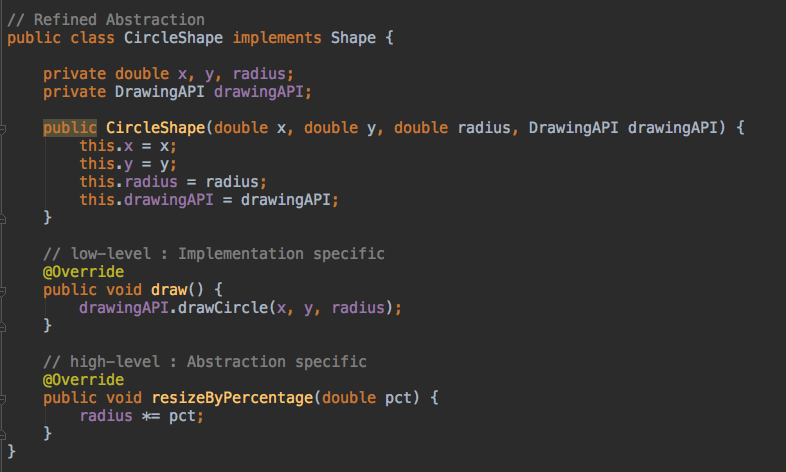 // Refined Abstraction
public class CircleShape implements Shape {
private double x, y, radius;
private DrawingAPI drawingAPI;
public CircleShape(double x, double y, double radius, DrawingAPI drawingAPI) {
this.x = x;
this.y = y;
this.radius = radius;
this.drawingAPI = drawingAPI;
}
// low-level : Implementation specific
@Override
public void draw() {
drawingAPI.drawCircle(x, y, radius);
}
// high-level : Abstraction specific
@Override
public void resizeByPercentage(double pct) {
radius *= pct;
}
}